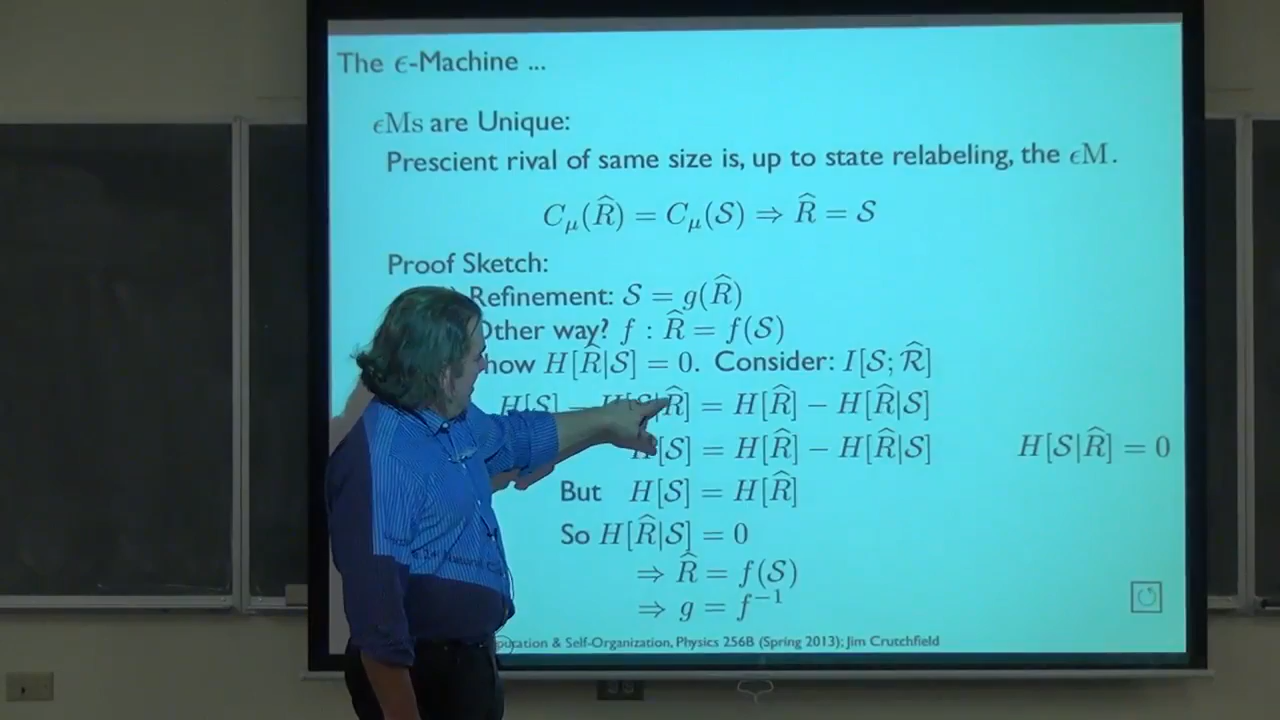 The ϵ-Machine ...
ϵMs are Unique:
Prescient rival of same size is, up to state relabeling, the ϵM.
C_μ(R̂) = C_μ(𝒮) ⇒ R̂ = 𝒮
Proof Sketch:
Refinement: 𝒮 = g(R̂)
Other way? f : R̂ = f(𝒮)
H[R̂|𝒮] = 0. Consider: I[𝒮; ℛ̂]
H[𝒮] − H[𝒮|R̂] = H[R̂] − H[R̂|𝒮]
H[𝒮] = H[R̂] − H[R̂|𝒮] H[𝒮|R̂] = 0
But H[𝒮] = H[R̂]
So H[R̂|𝒮] = 0
⇒ R̂ = f(𝒮)
⇒ g = f⁻¹
& Self-Organization, Physics 256B (Spring 2013); Jim Crutchfield